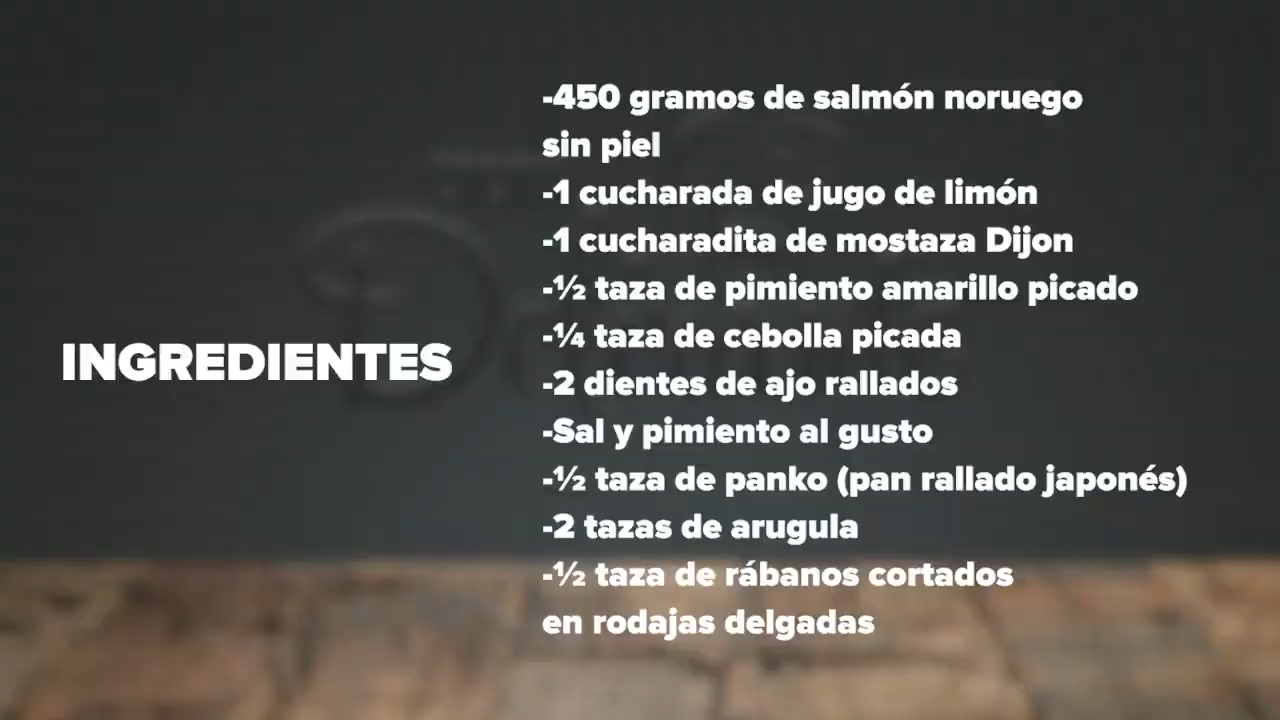 INGREDIENTES
-450 gramos de salmón noruego
sin piel
-1 cucharada de jugo de limón
-1 cucharadita de mostaza Dijon
-½ taza de pimiento amarillo picado
-¼ taza de cebolla picada
-2 dientes de ajo rallados
-Sal y pimiento al gusto
-½ taza de panko (pan rallado japonés)
-2 tazas de arugula
-½ taza de rábanos cortados
en rodajas delgadas